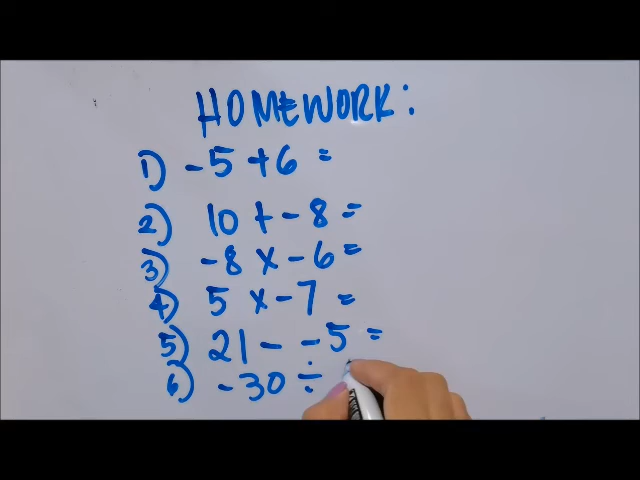 HOMEWORK:
1) -5 + 6 =
2) 10 + - 8 =
3) -8 x - 6 =
4) 5 x - 7 =
5) 21 - - 5 =
6) -30 ÷